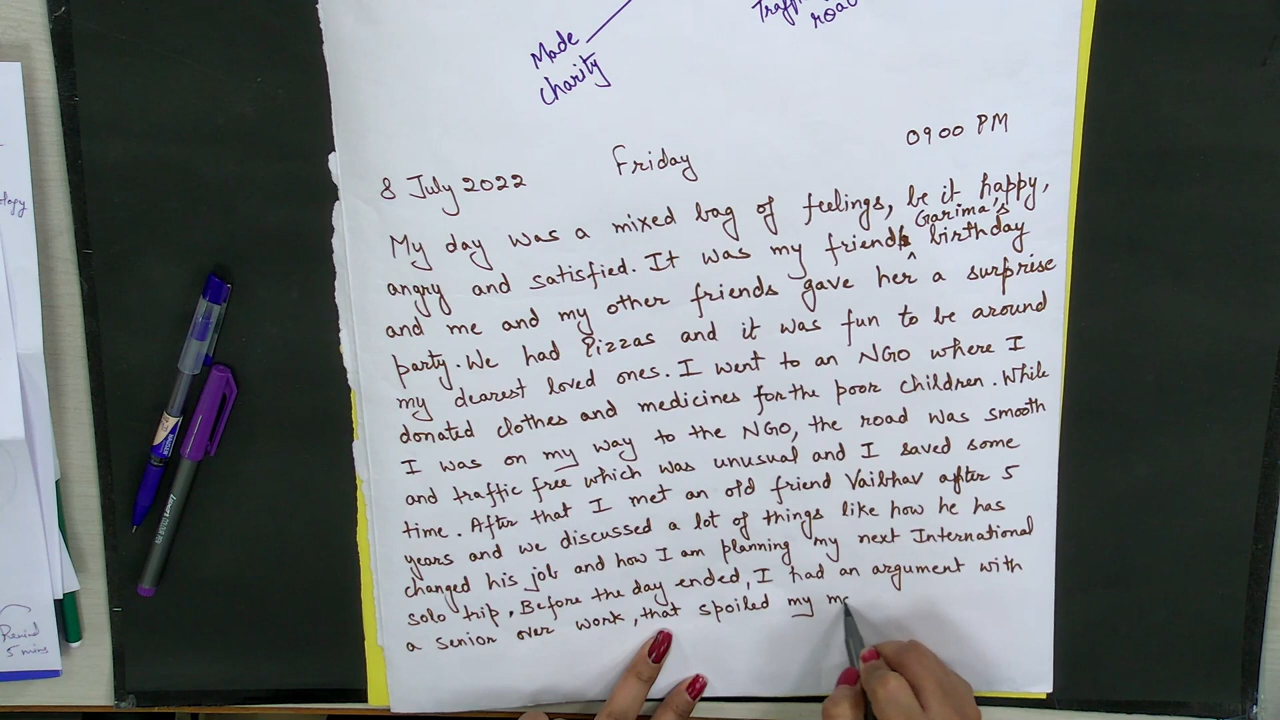 Made
charity
road
0900 PM
Friday
8 July 2022
My day was a mixed bag of feelings, be it happy,
Garima's
angry and satisfied. It was my friend birthday
and me and my other friends gave her a surprise
party. We had Pizzas and it was fun to be around
my dearest loved ones. I went to an NGO where I
donated clothes and medicines for the poor children. While
I was on my way to the NGO, the road was smooth
and traffic free which was unusual and I saved some
time. After that I met an old friend Vaibhav after 5
years and we discussed a lot of things like how he has
changed his job and how I am planning my next International
solo trip. Before the day ended, I had an argument with
a senior over work, that spoiled my mo
Remind
5 mins